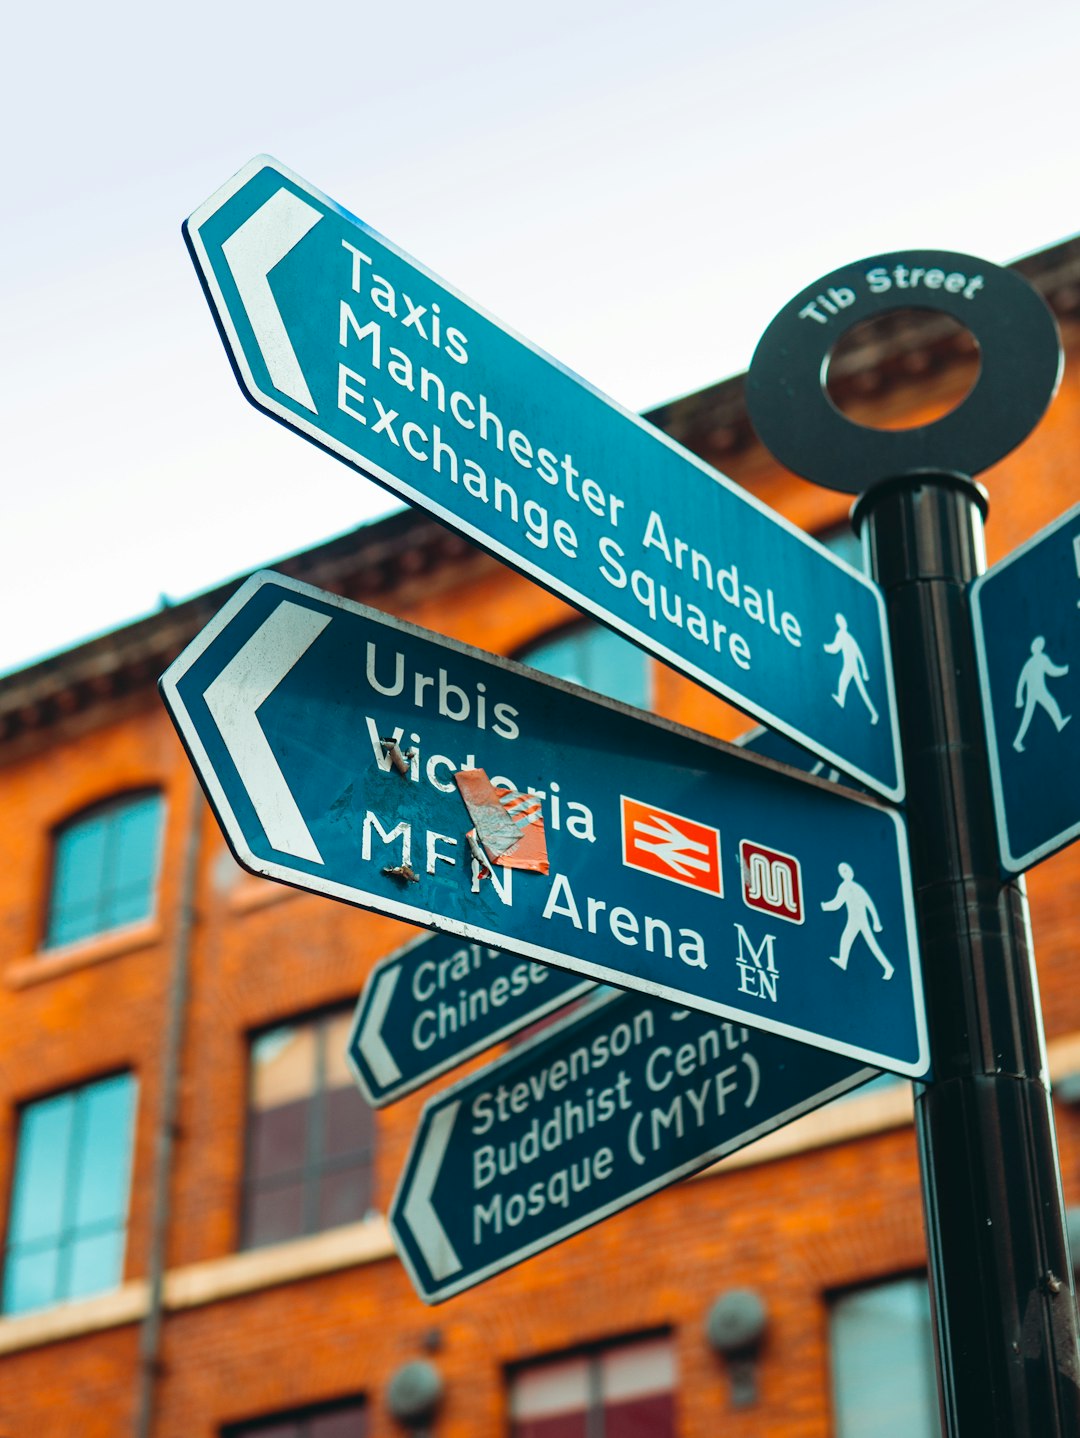 Tib Street
Taxis
Manchester Arndale
Exchange Square
Urbis
Victoria
MEN Arena
M
EN
Chinese
Stevenson
Buddhist
Mosque (MYF)